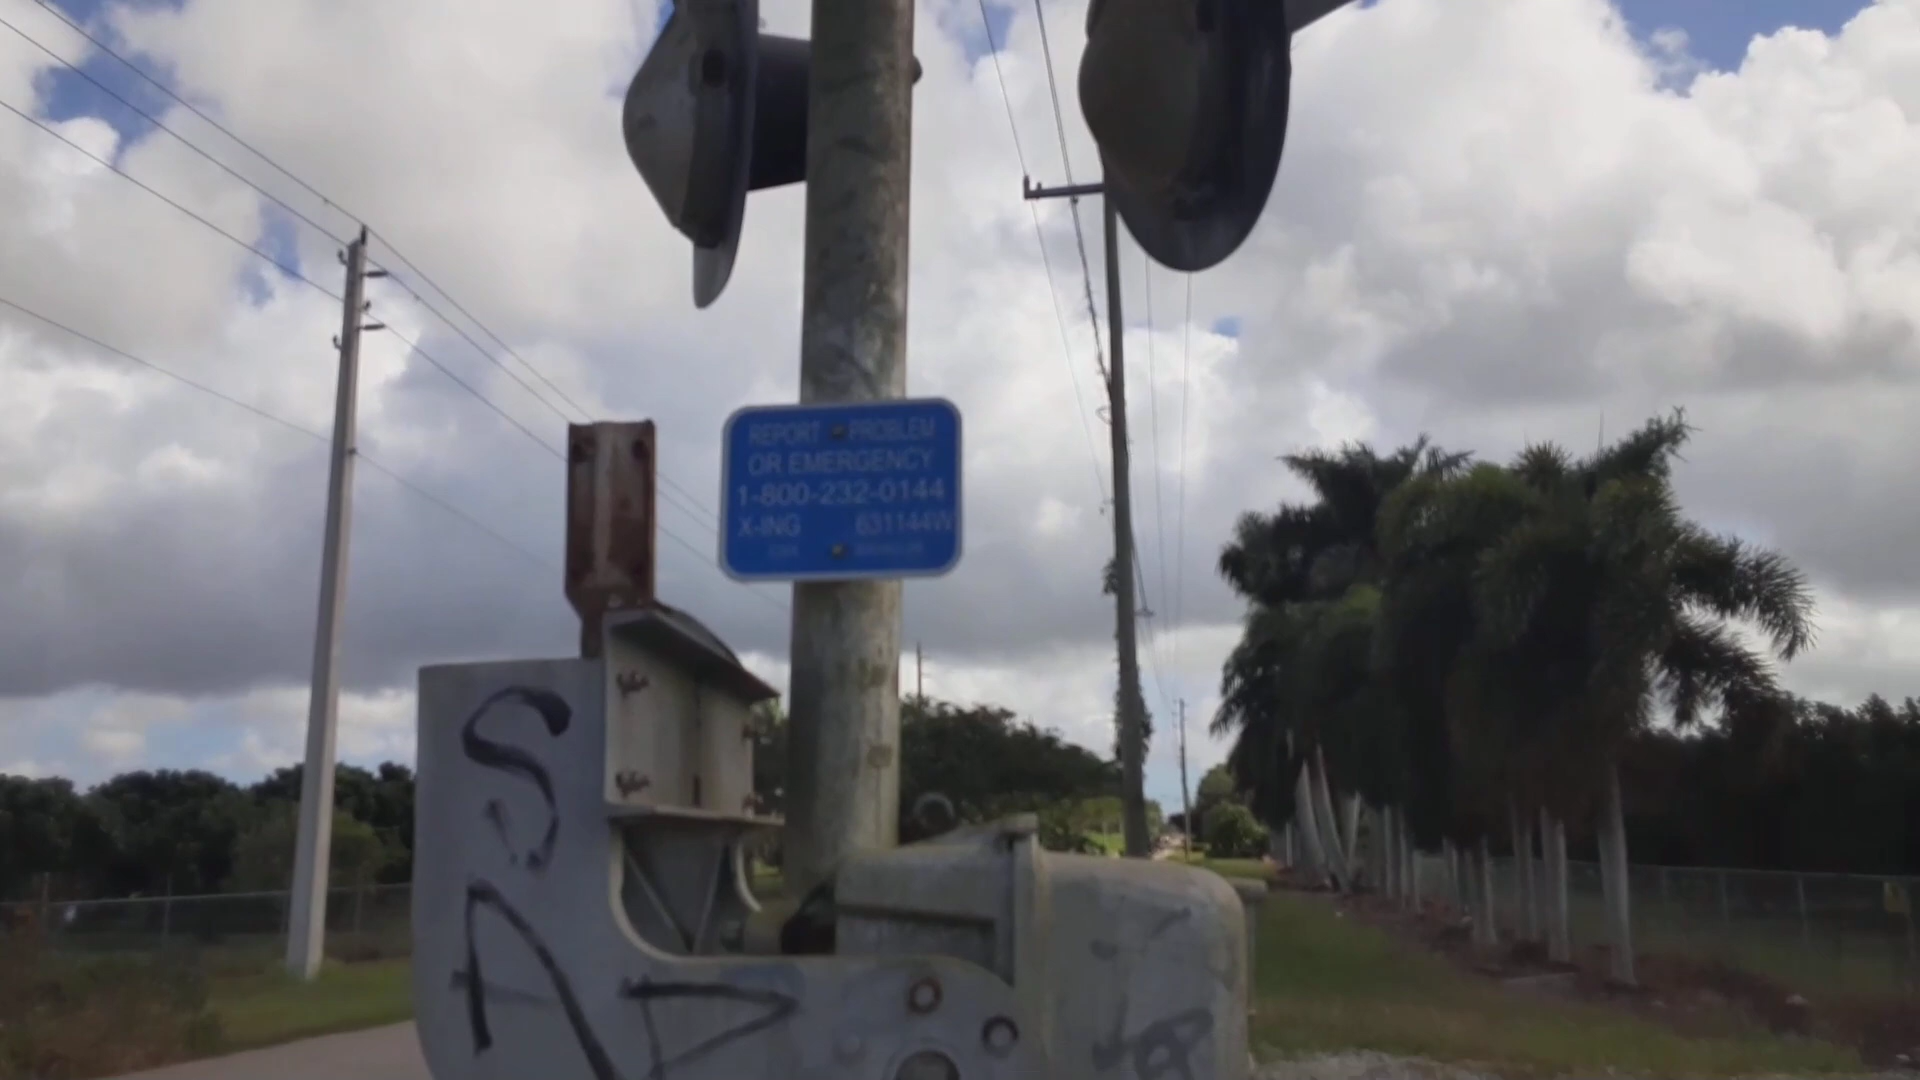 REPORT PROBLEM
OR EMERGENCY
1-800-232-0144
X-ING 631144W
S
A